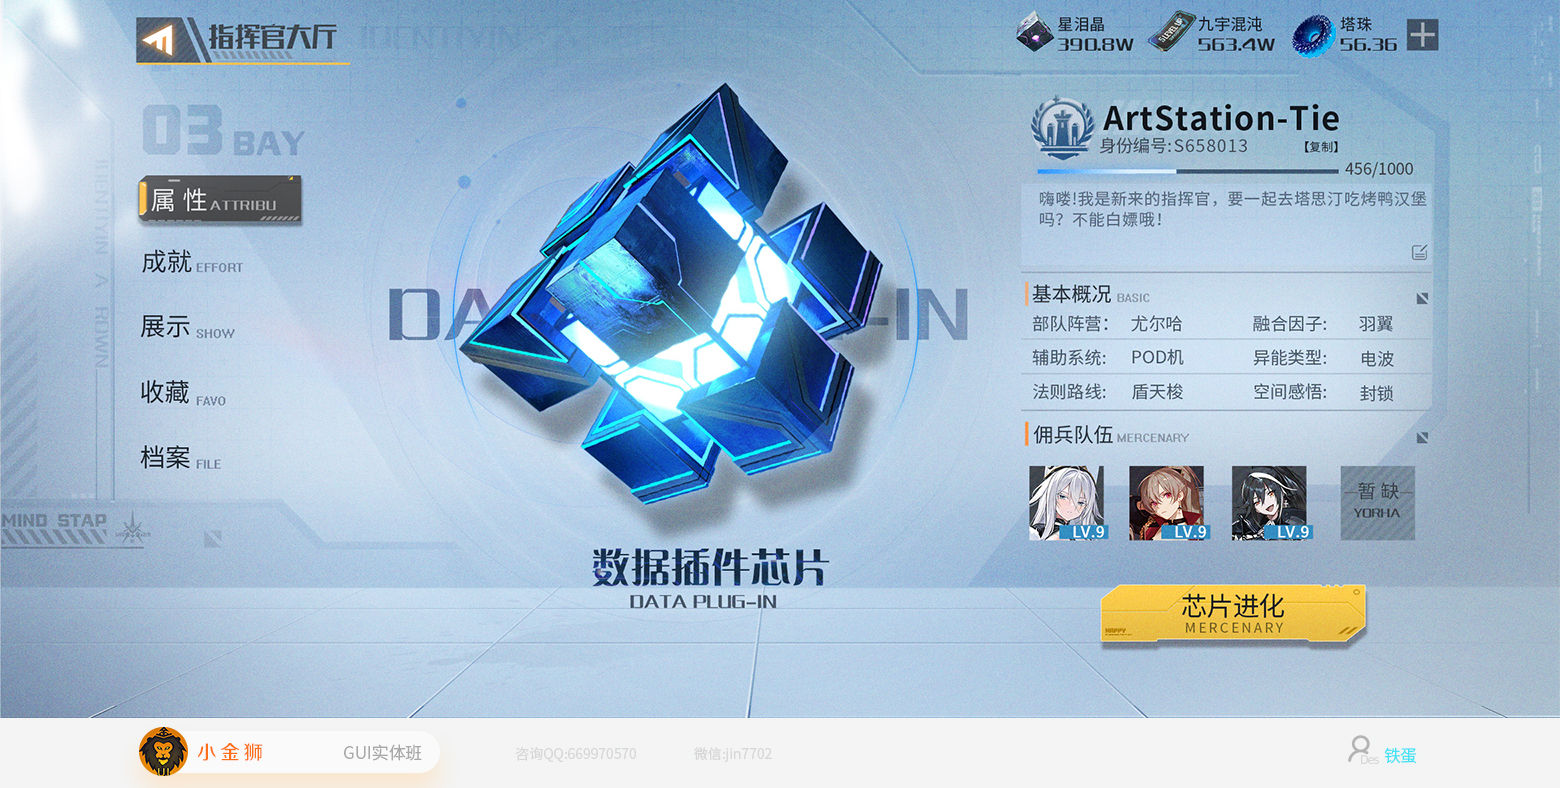 指挥官大厅
IDENTIYIN
星泪晶
390.8W
九宇混沌
563.4W
塔珠
56.36
03 BAY
属性 ATTRIBU
成就 EFFORT
展示 SHOW
收藏 FAVO
档案 FILE
IDENTIYIN A ROWN
MIND STAP
DA
-IN
SLEVEL UP
数据插件芯片
DATA PLUG-IN
ArtStation-Tie
身份编号:S658013
【复制】
456/1000
嗨喽!我是新来的指挥官，要一起去塔思汀吃烤鸭汉堡
吗？不能白嫖哦！
基本概况 BASIC
部队阵营： 尤尔哈 融合因子: 羽翼
辅助系统: POD机 异能类型: 电波
法则路线: 盾天梭 空间感悟: 封锁
佣兵队伍 MERCENARY
LV.9
LV.9
LV.9
暂缺
YORHA
芯片进化
MERCENARY
HAPPY
小金狮
GUI实体班
咨询QQ:669970570
微信:jin7702
Des 铁蛋